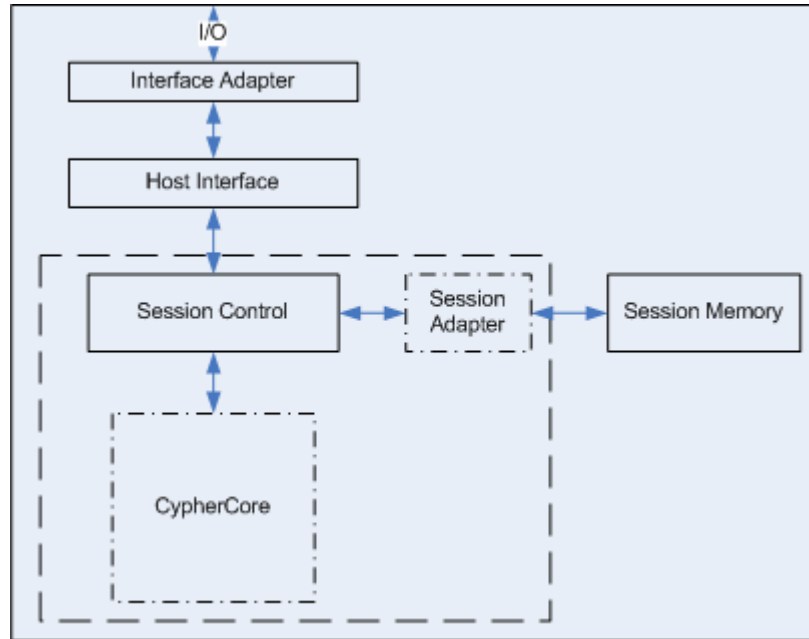 I/O
Interface Adapter
Host Interface
Session Control
Session
Adapter
Session Memory
CypherCore